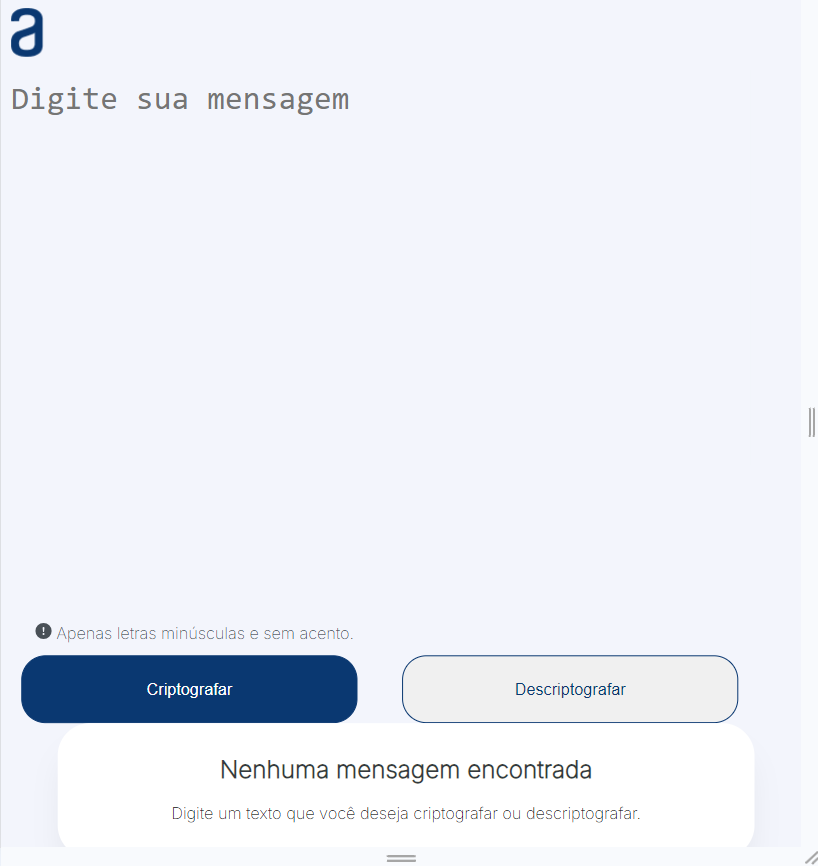 a
Digite sua mensagem
Apenas letras minúsculas e sem acento.
Criptografar
Descriptografar
Nenhuma mensagem encontrada
Digite um texto que você deseja criptografar ou descriptografar.